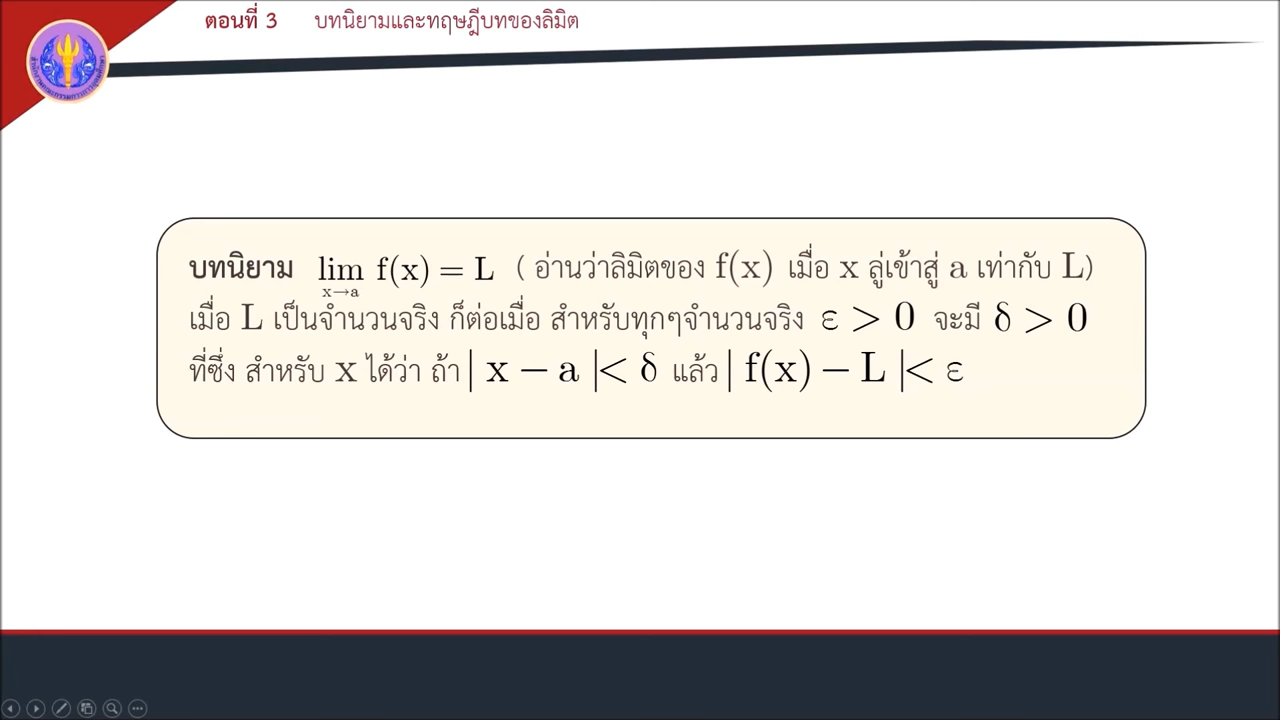 ตอนที่ 3 บทนิยามและทฤษฎีบทของลิมิต
บทนิยาม lim f(x) = L ( อ่านว่าลิมิตของ f(x) เมื่อ x ลู่เข้าสู่ a เท่ากับ L)
x→a
เมื่อ L เป็นจำนวนจริง ก็ต่อเมื่อ สำหรับทุกๆจำนวนจริง ε > 0 จะมี δ > 0
ที่ซึ่ง สำหรับ x ได้ว่า ถ้า | x − a |< δ แล้ว | f(x) − L |< ε